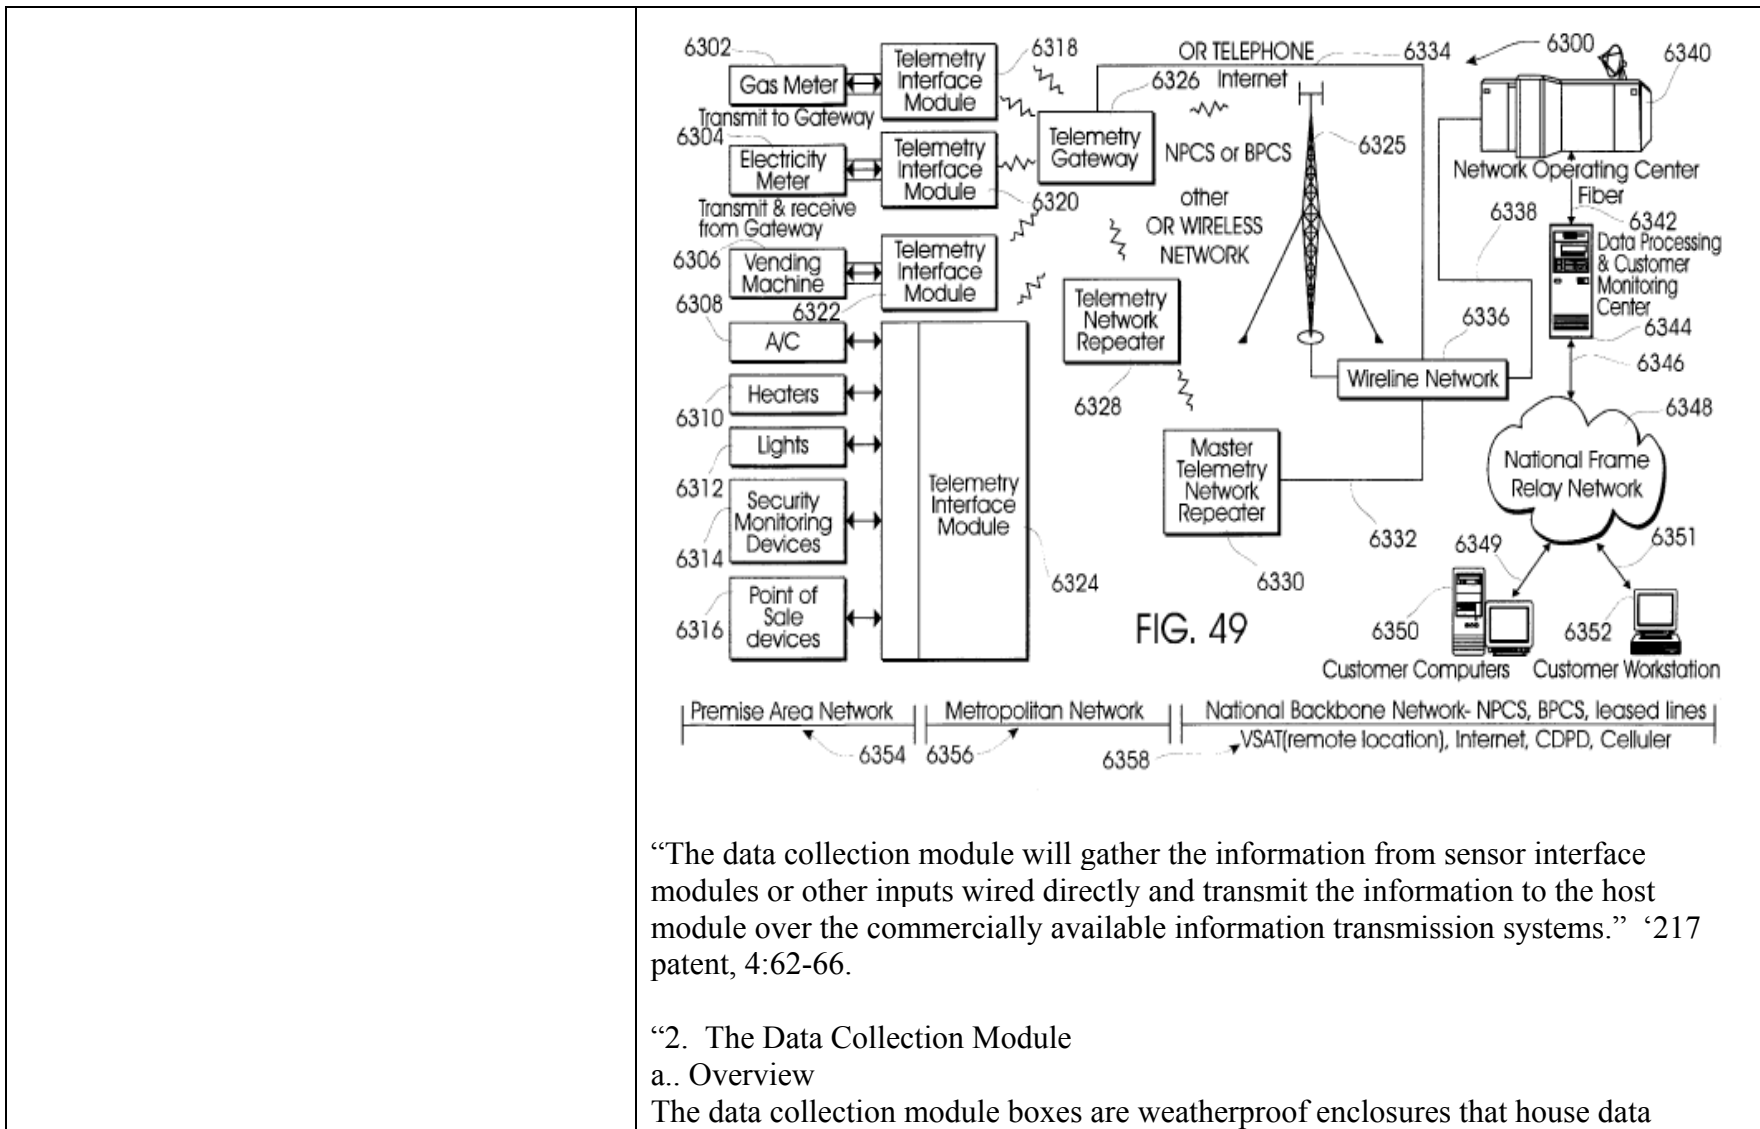 6302
Gas Meter
Telemetry
Interface
Module
6318
OR TELEPHONE
6334
6300
6340
6326
Internet
Transmit to Gateway
6304
Electricity
Meter
Telemetry
Interface
Module
6320
Telemetry
Gateway
NPCS or BPCS
6325
Network Operating Center
Fiber
6338
6342
Transmit & receive
from Gateway
other
OR WIRELESS
NETWORK
Data Processing
& Customer
Monitoring
Center
6344
6306
Vending
Machine
Telemetry
Interface
Module
6322
6308
A/C
Telemetry
Network
Repeater
6328
6336
6346
Wireline Network
Heaters
6310
6348
Lights
6312
Master
Telemetry
Network
Repeater
National Frame
Relay Network
Security
Monitoring
Devices
6314
Telemetry
Interface
Module
6332
6349
6351
6324
6330
Point of
Sale
devices
6316
FIG. 49
6350
6352
Customer Computers
Customer Workstation
Premise Area Network
Metropolitan Network
National Backbone Network- NPCS, BPCS, leased lines
VSAT(remote location), Internet, CDPD, Celluler
6354
6356
6358
“The data collection module will gather the information from sensor interface
modules or other inputs wired directly and transmit the information to the host
module over the commercially available information transmission systems.” ‘217
patent, 4:62-66.
“2. The Data Collection Module
a.. Overview
The data collection module boxes are weatherproof enclosures that house data